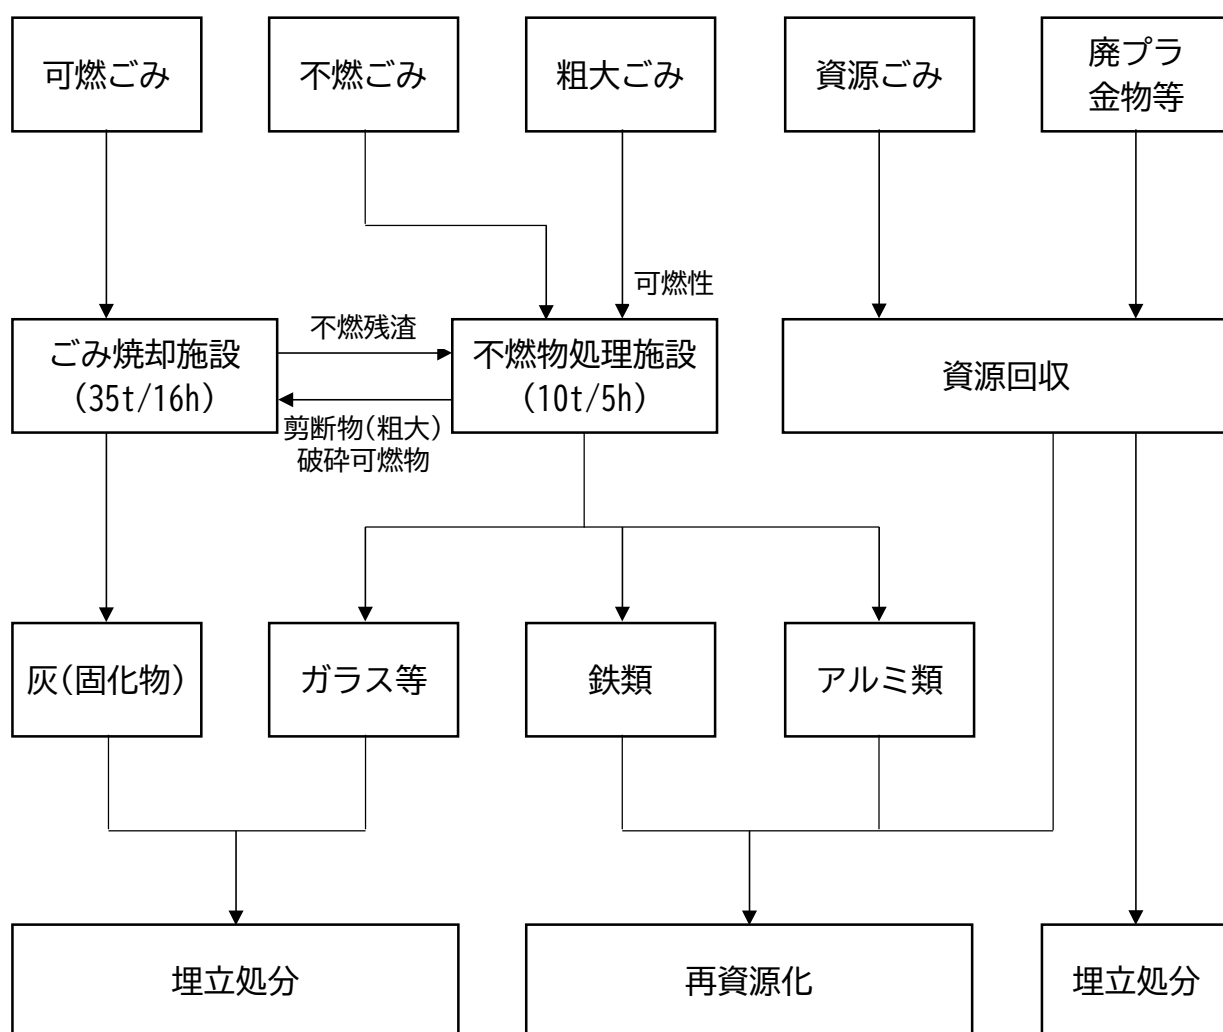 可燃ごみ
不燃ごみ
粗大ごみ
資源ごみ
廃プラ
金物等
可燃性
ごみ焼却施設
(35t/16h)
不燃残渣
剪断物(粗大)
破砕可燃物
不燃物処理施設
(10t/5h)
資源回収
灰(固化物)
ガラス等
鉄類
アルミ類
埋立処分
再資源化
埋立処分